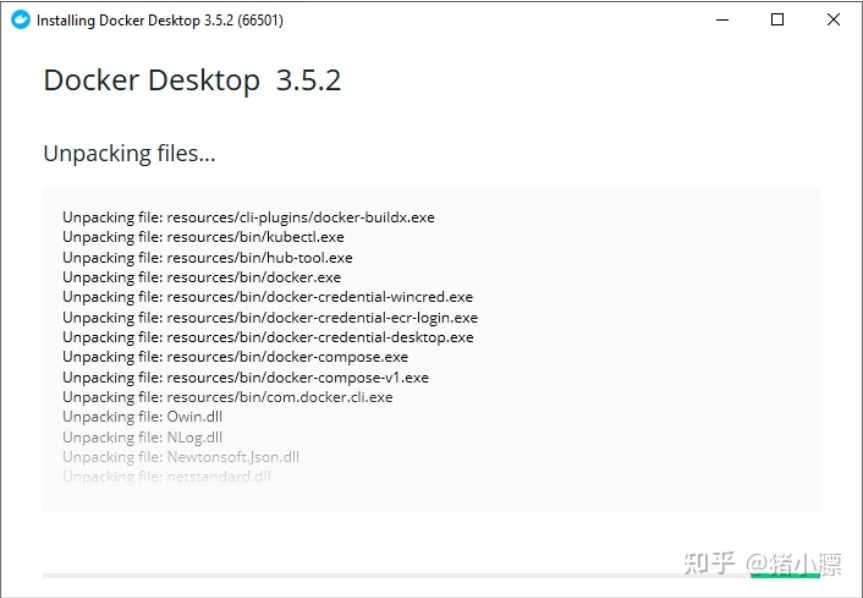 Installing Docker Desktop 3.5.2 (66501)
Docker Desktop 3.5.2
Unpacking files...
Unpacking file: resources/cli-plugins/docker-buildx.exe
Unpacking file: resources/bin/kubectl.exe
Unpacking file: resources/bin/hub-tool.exe
Unpacking file: resources/bin/docker.exe
Unpacking file: resources/bin/docker-credential-wincred.exe
Unpacking file: resources/bin/docker-credential-ecr-login.exe
Unpacking file: resources/bin/docker-credential-desktop.exe
Unpacking file: resources/bin/docker-compose.exe
Unpacking file: resources/bin/docker-compose-v1.exe
Unpacking file: resources/bin/com.docker.cli.exe
Unpacking file: Owin.dll
Unpacking file: NLog.dll
Unpacking file: Newtonsoft.Json.dll
Unpacking file: netstandard.dll
知乎 @猪小膘